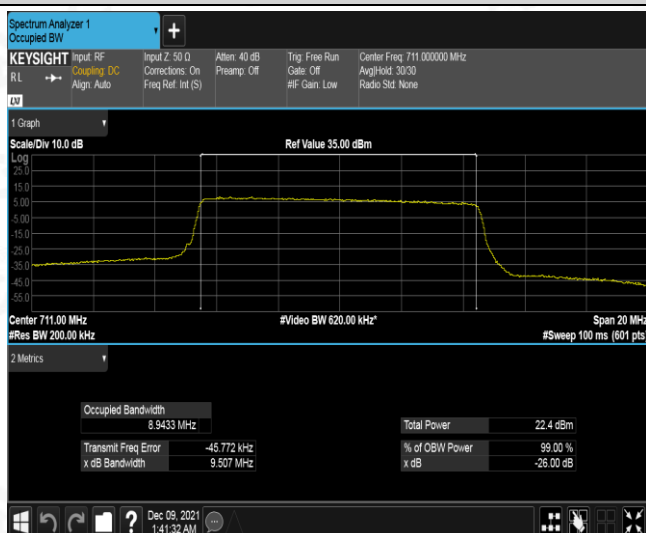 Spectrum Analyzer 1
Occupied BW
KEYSIGHT
RL
LXI
Input: RF
Coupling: DC
Align: Auto
Input Z: 50 Ω
Corrections: On
Freq Ref: Int (S)
Atten: 40 dB
Preamp: Off
Trig: Free Run
Gate: Off
#IF Gain: Low
Center Freq: 711.000000 MHz
Avg|Hold: 30/30
Radio Std: None
1 Graph
Scale/Div 10.0 dB
Ref Value 35.00 dBm
Log
25.0
15.0
5.00
-5.00
-15.0
-25.0
-35.0
-45.0
-55.0
Center 711.00 MHz
#Video BW 620.00 kHz*
Span 20 MHz
#Res BW 200.00 kHz
#Sweep 100 ms (601 pts)
2 Metrics
Occupied Bandwidth
8.9433 MHz
Total Power 22.4 dBm
Transmit Freq Error -45.772 kHz
% of OBW Power 99.00 %
x dB Bandwidth 9.507 MHz
x dB -26.00 dB
?
Dec 09, 2021
1:41:32 AM